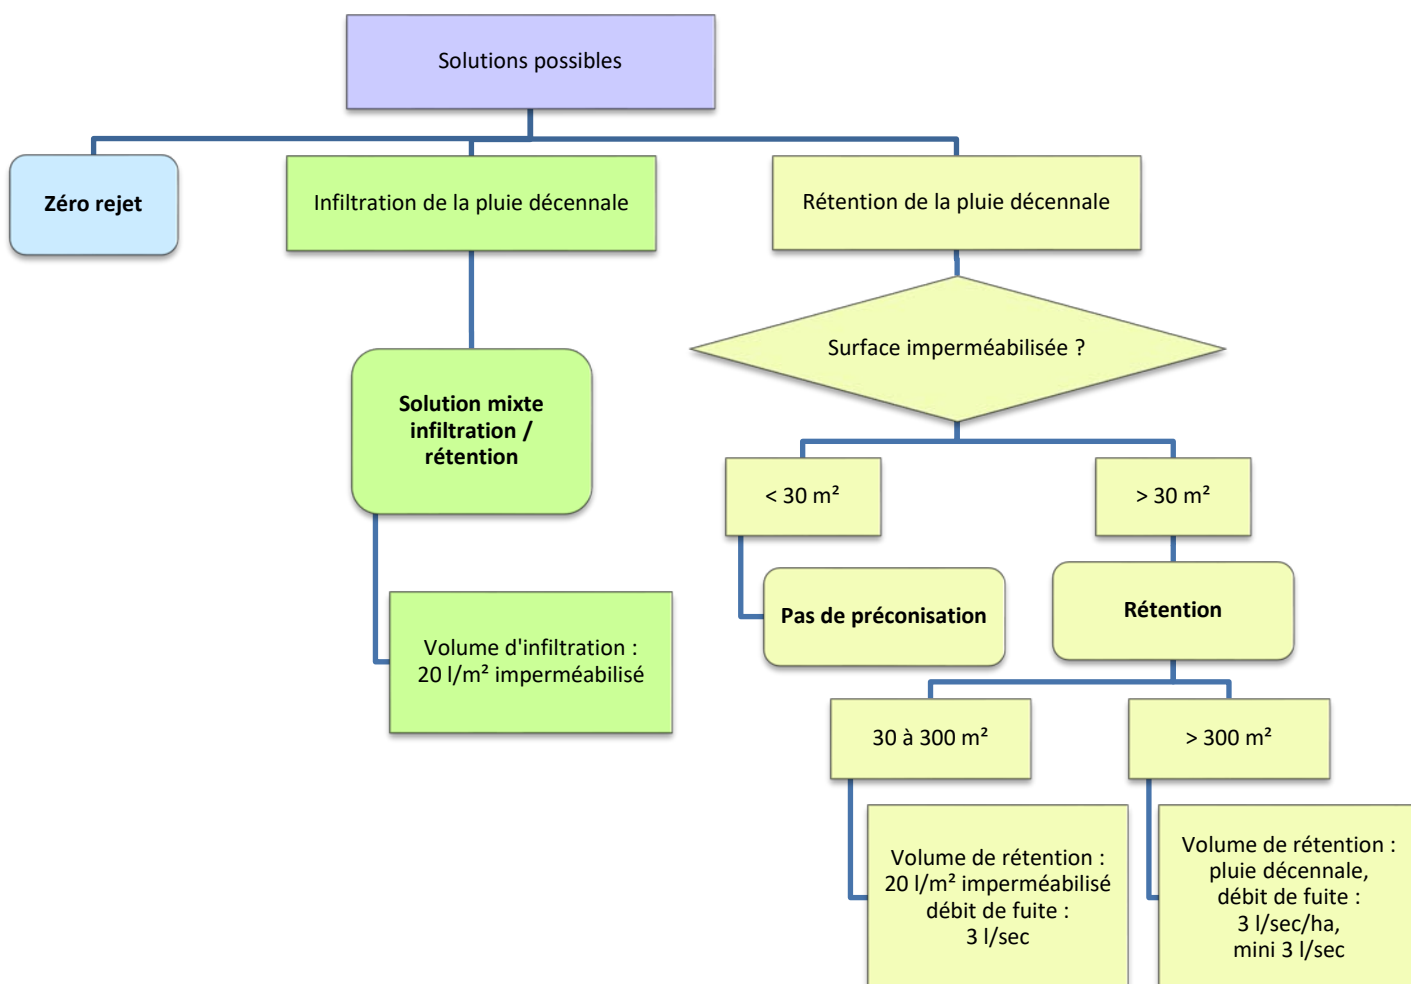 Solutions possibles
Zéro rejet
Infiltration de la pluie décennale
Rétention de la pluie décennale
Surface imperméabilisée ?
Solution mixte
infiltration /
rétention
< 30 m²
> 30 m²
Pas de préconisation
Rétention
Volume d'infiltration :
20 l/m² imperméabilisé
30 à 300 m²
> 300 m²
Volume de rétention :
20 l/m² imperméabilisé
débit de fuite :
3 l/sec
Volume de rétention :
pluie décennale,
débit de fuite :
3 l/sec/ha,
mini 3 l/sec